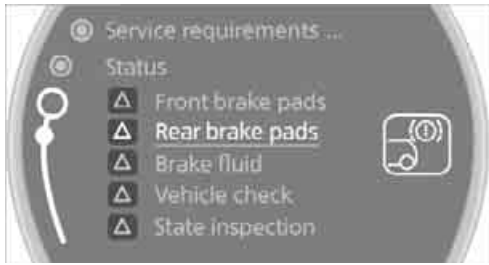 Service requirements ...
Status
Front brake pads
Rear brake pads
Brake fluid
Vehicle check
State inspection